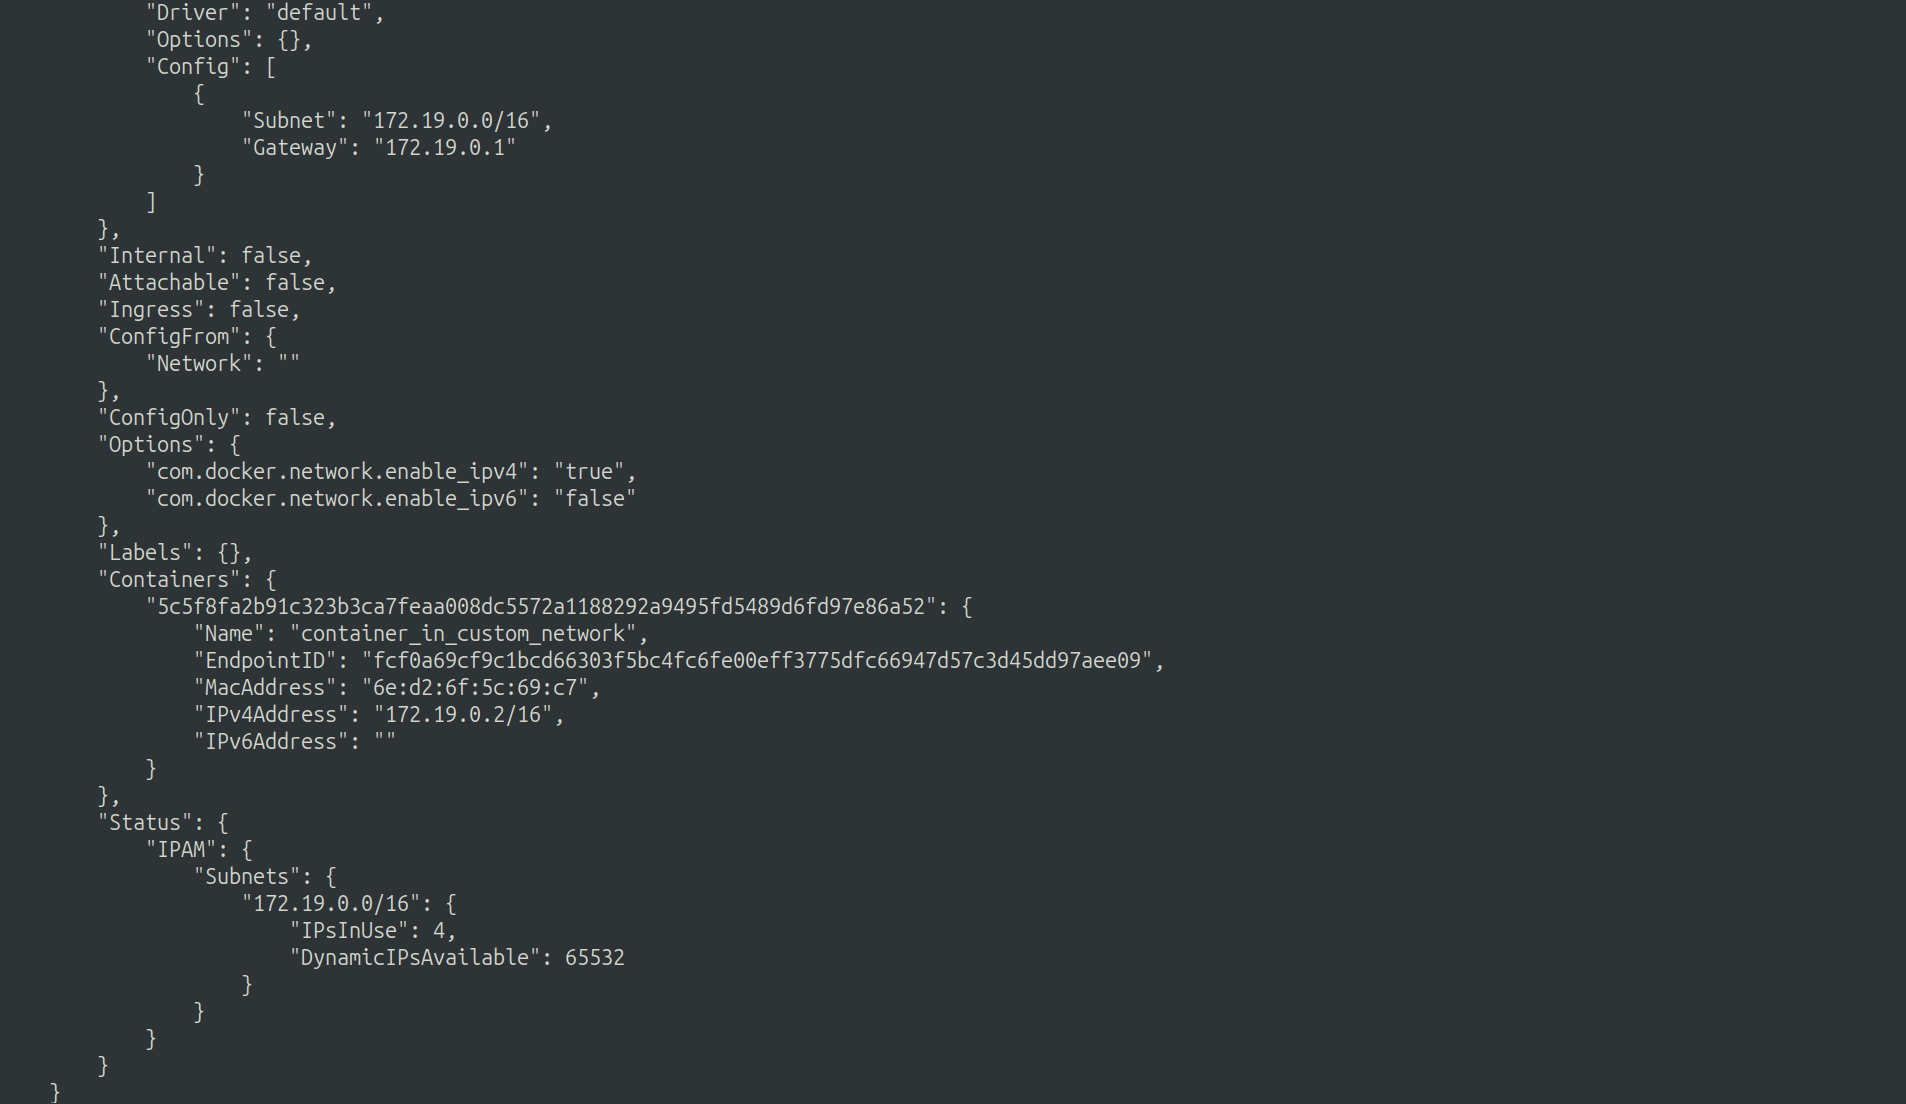 "Driver": "default",
"Options": {},
"Config": [
{
"Subnet": "172.19.0.0/16",
"Gateway": "172.19.0.1"
}
]
},
"Internal": false,
"Attachable": false,
"Ingress": false,
"ConfigFrom": {
"Network": ""
},
"ConfigOnly": false,
"Options": {
"com.docker.network.enable_ipv4": "true",
"com.docker.network.enable_ipv6": "false"
},
"Labels": {},
"Containers": {
"5c5f8fa2b91c323b3ca7feaa008dc5572a1188292a9495fd5489d6fd97e86a52": {
"Name": "container_in_custom_network",
"EndpointID": "fcf0a69cf9c1bcd66303f5bc4fc6fe00eff3775dfc66947d57c3d45dd97aee09",
"MacAddress": "6e:d2:6f:5c:69:c7",
"IPv4Address": "172.19.0.2/16",
"IPv6Address": ""
}
},
"Status": {
"IPAM": {
"Subnets": {
"172.19.0.0/16": {
"IPsInUse": 4,
"DynamicIPsAvailable": 65532
}
}
}
}
}